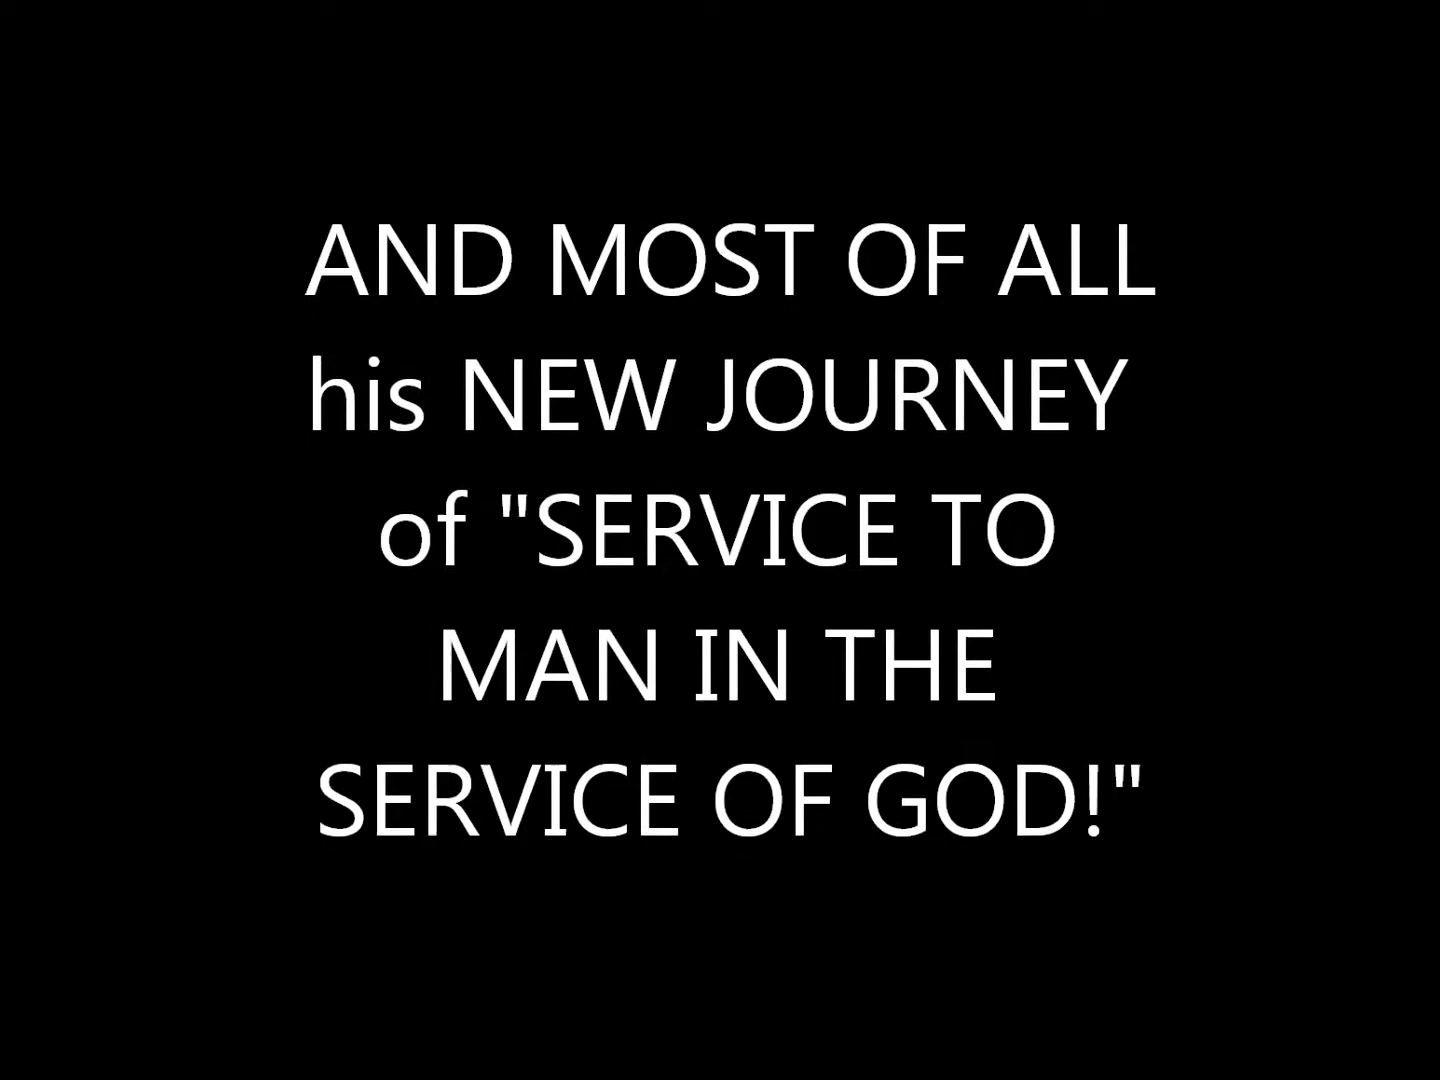 AND MOST OF ALL
his NEW JOURNEY
of "SERVICE TO
MAN IN THE
SERVICE OF GOD!"